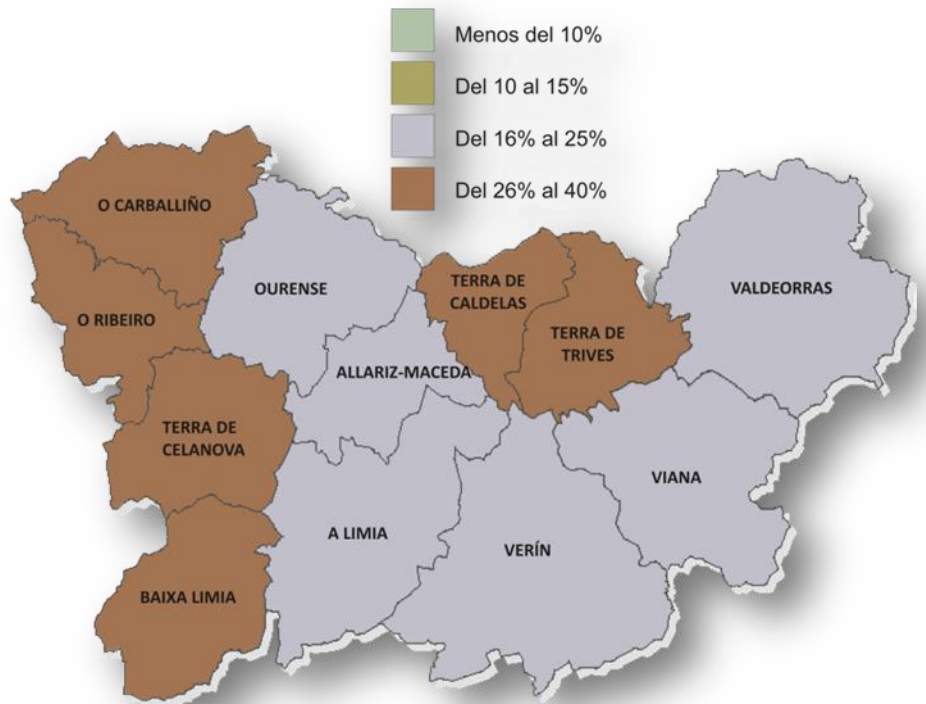 Menos del 10%
Del 10 al 15%
Del 16% al 25%
Del 26% al 40%
O CARBALLIÑO
OURENSE
TERRA DE
CALDELAS
VALDEORRAS
O RIBEIRO
TERRA DE
TRIVES
ALLARIZ-MACEDA
TERRA DE
CELANOVA
VIANA
A LIMIA
VERÍN
BAIXA LIMIA